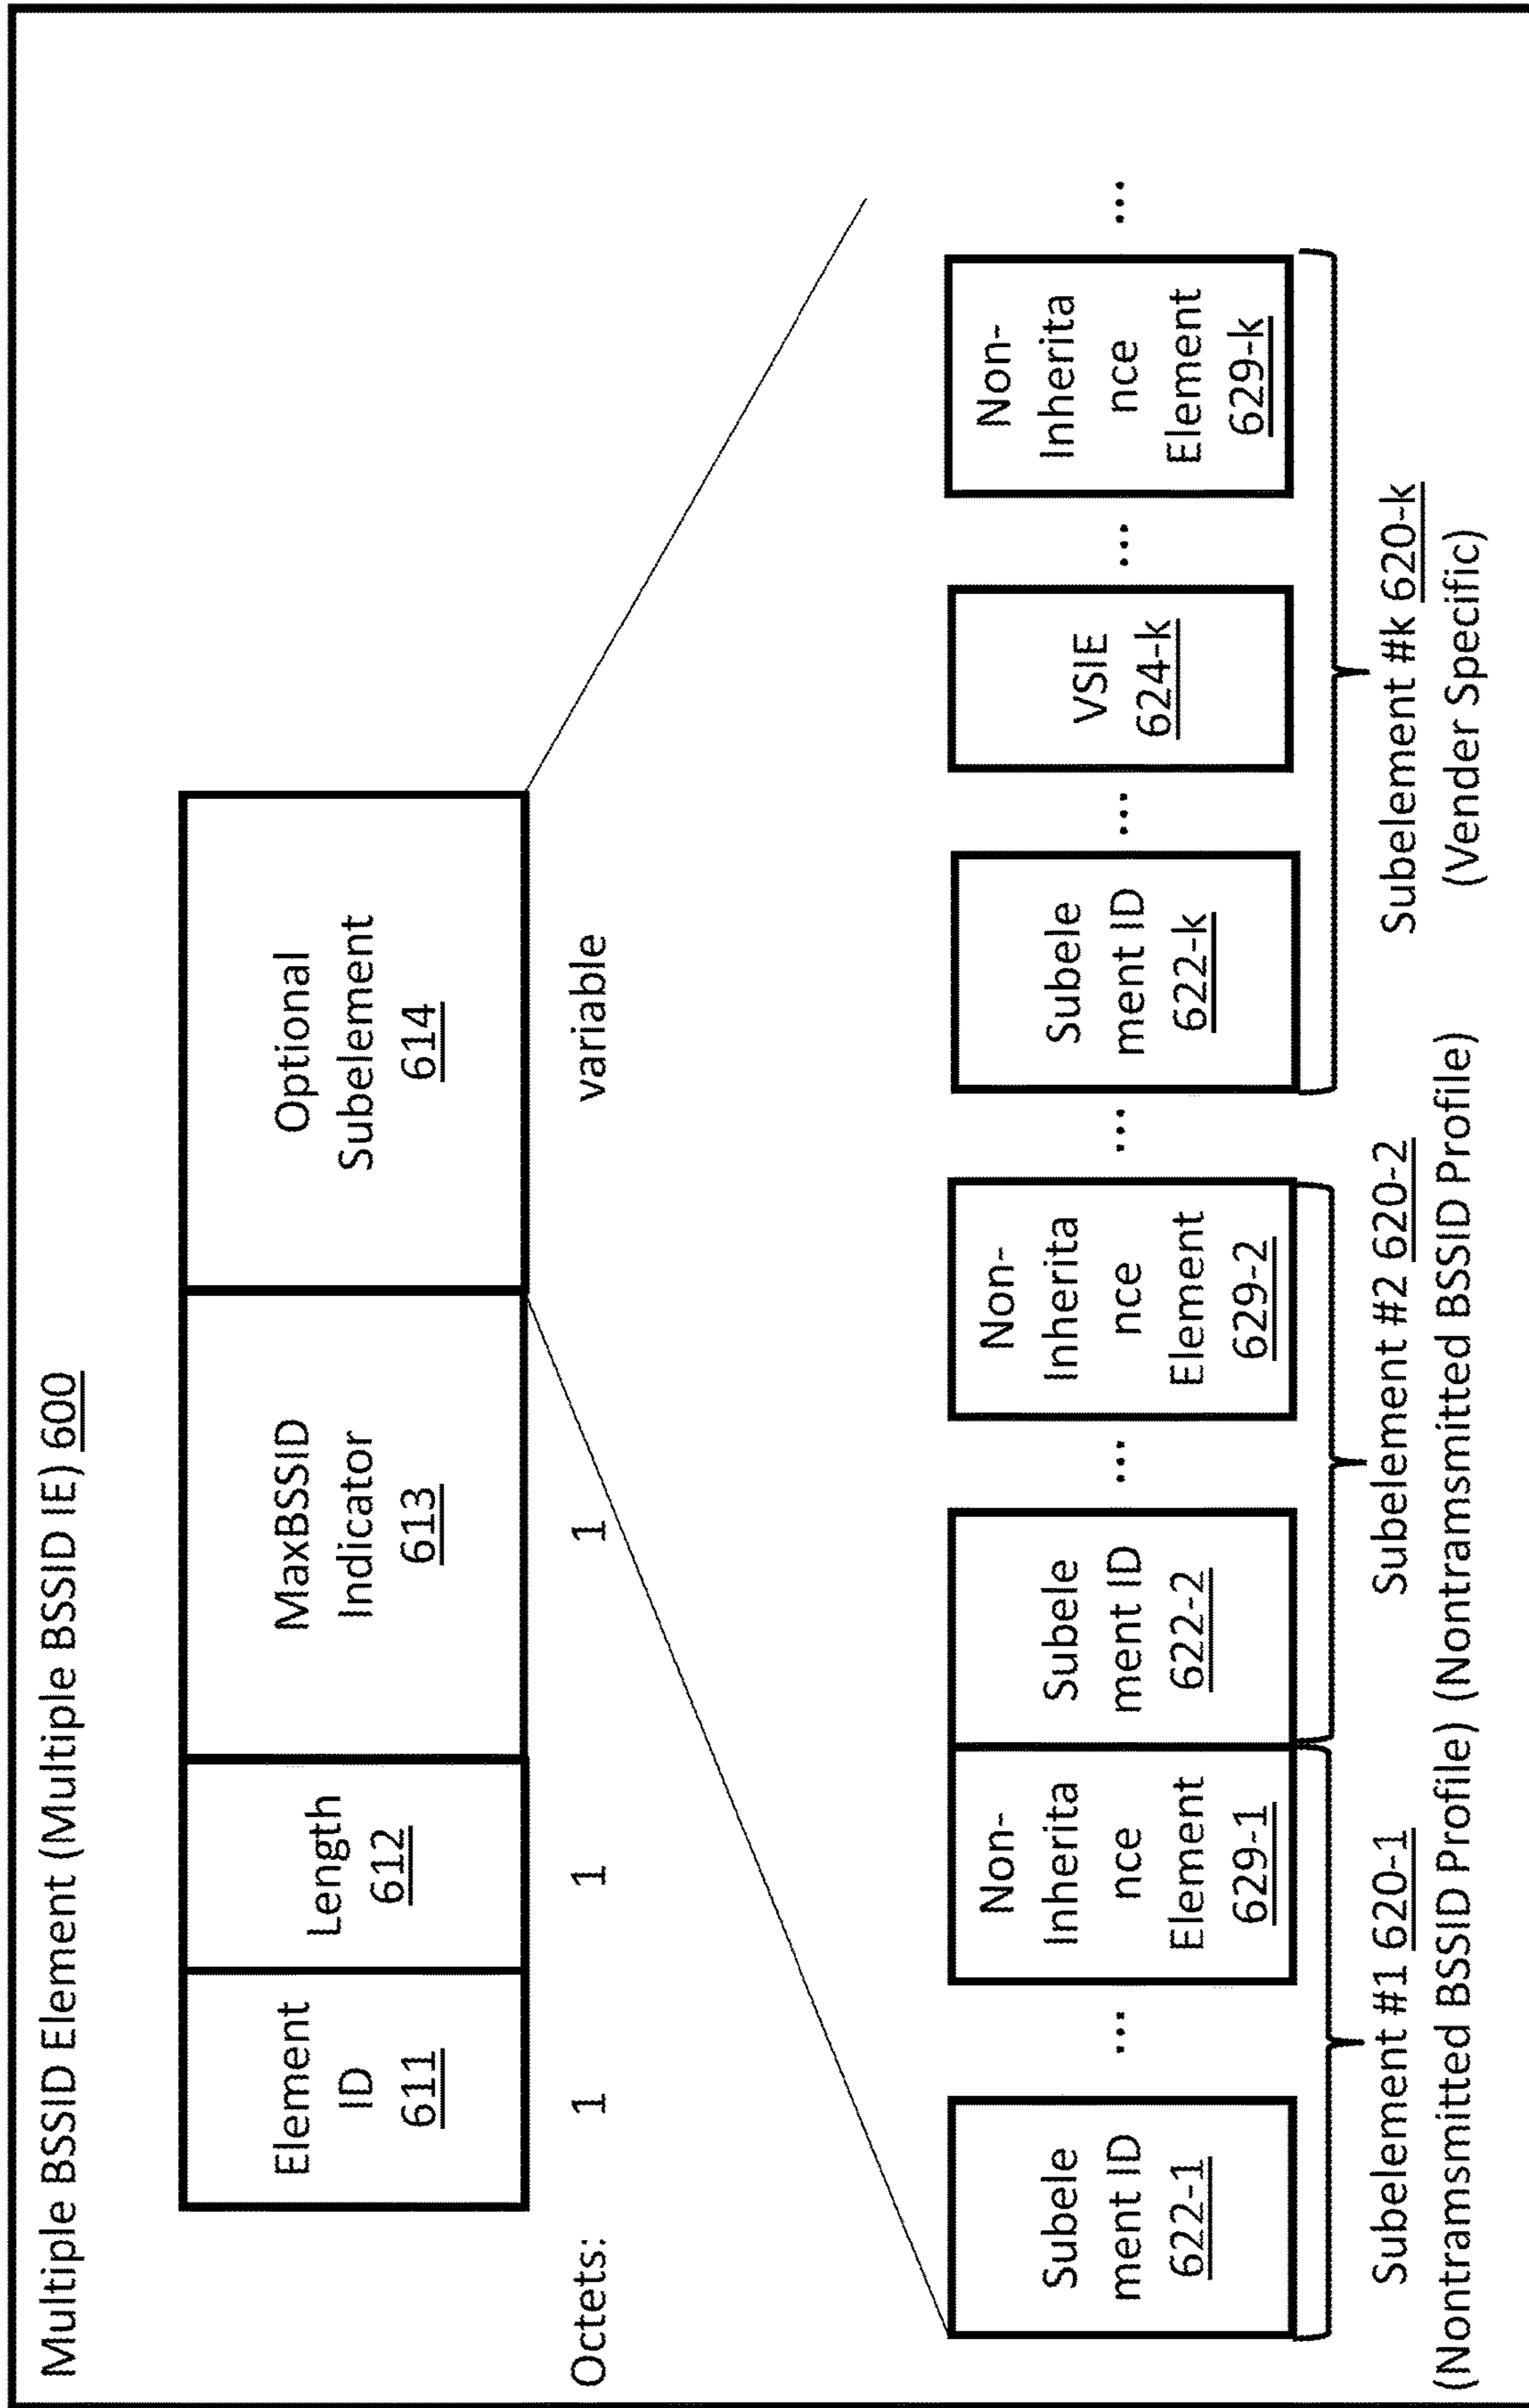 Multiple BSSID Element (Multiple BSSID IE) 600
Element
ID
611
Length
612
MaxBSSID
Indicator
613
Optional
Subelement
614
Octets: 1 1 1 variable
Subele
ment ID
622-1
...
Non-
Inherita
nce
Element
629-1
Subele
ment ID
622-2
...
Non-
Inherita
nce
Element
629-2
...
Subele
ment ID
622-k
...
VSIE
624-k
...
Non-
Inherita
nce
Element
629-k
...
Subelement #1 620-1
(Nontramsmitted BSSID Profile)
Subelement #2 620-2
(Nontramsmitted BSSID Profile)
Subelement #k 620-k
(Vender Specific)